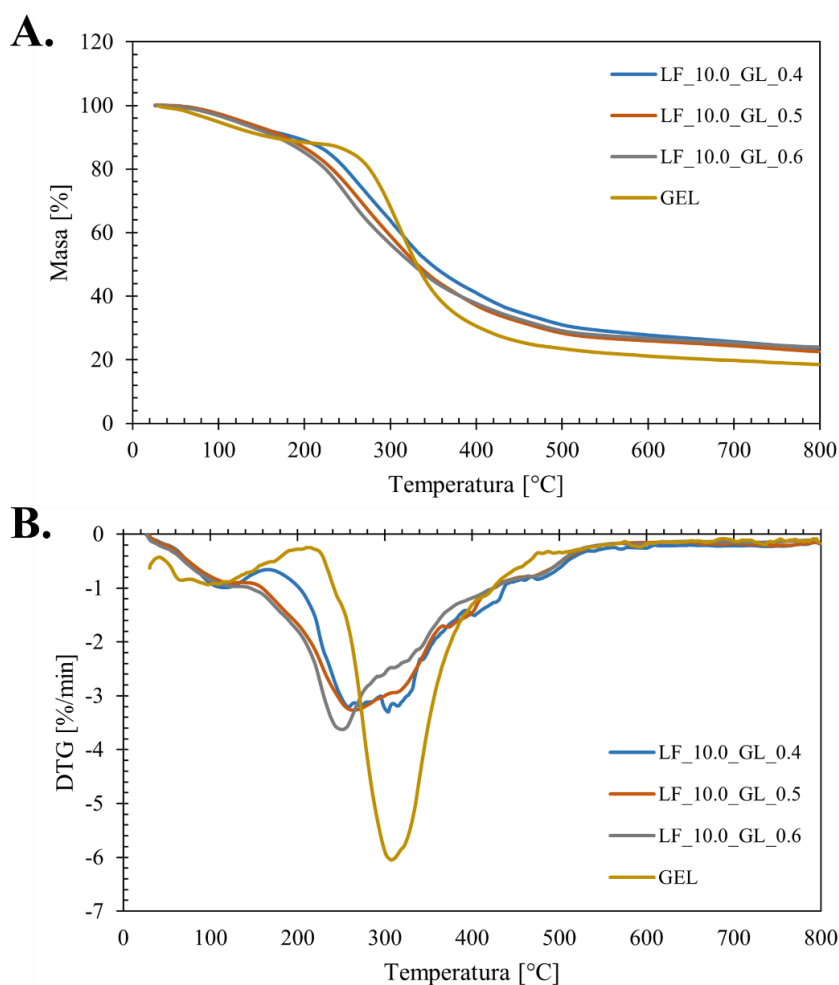 A.
120
100
80
60
40
20
0
Masa [%]
LF_10.0_GL_0.4
LF_10.0_GL_0.5
LF_10.0_GL_0.6
GEL
0 100 200 300 400 500 600 700 800
Temperatura [°C]
B.
0
-1
-2
-3
-4
-5
-6
-7
DTG [%/min]
LF_10.0_GL_0.4
LF_10.0_GL_0.5
LF_10.0_GL_0.6
GEL
0 100 200 300 400 500 600 700 800
Temperatura [°C]